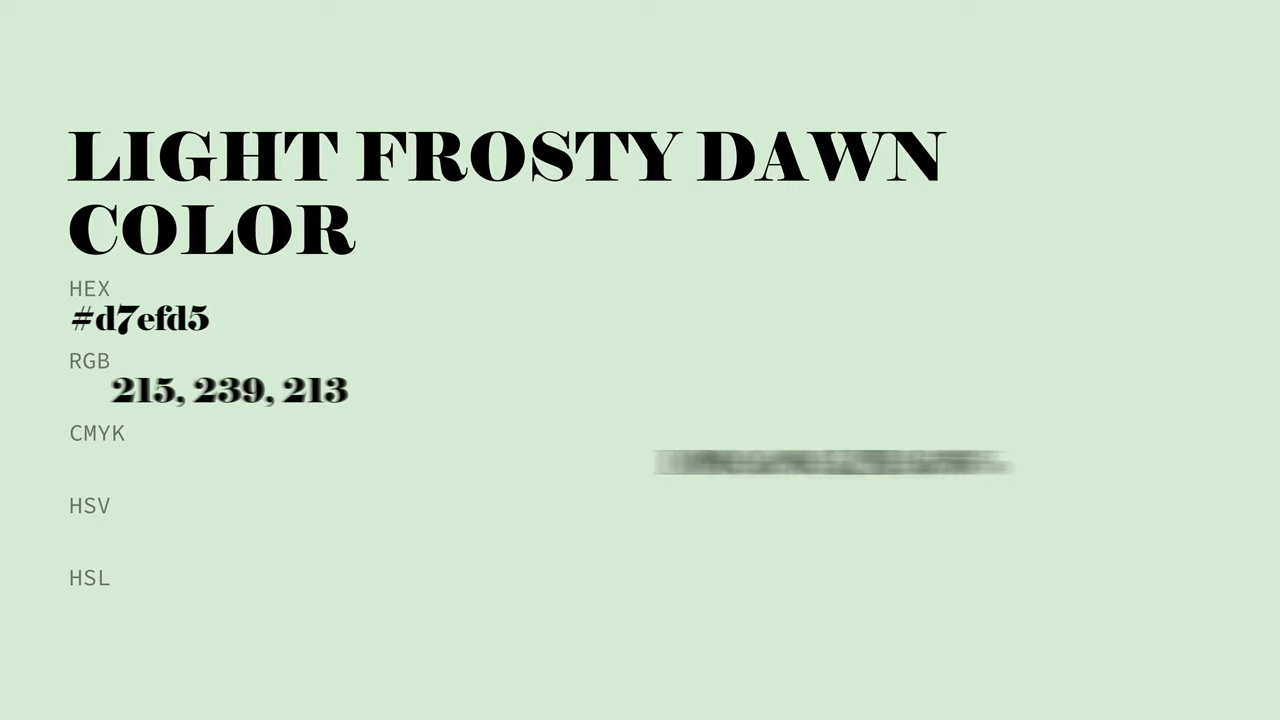 LIGHT FROSTY DAWN
COLOR
HEX
#d7efd5
RGB
215, 239, 213
CMYK
HSV
HSL